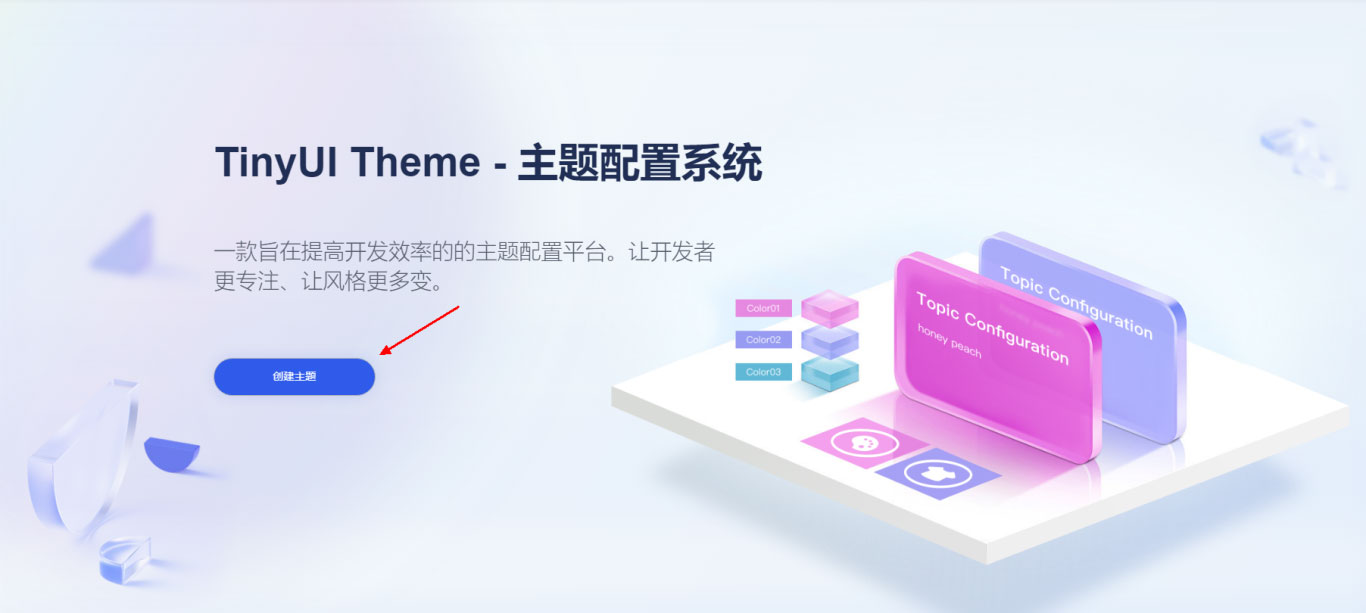 TinyUI Theme - 主题配置系统
一款旨在提高开发效率的的主题配置平台。让开发者
更专注、让风格更多变。
创建主题
Color01
Color02
Color03
Topic Configuration
honey peach
Topic Configuration